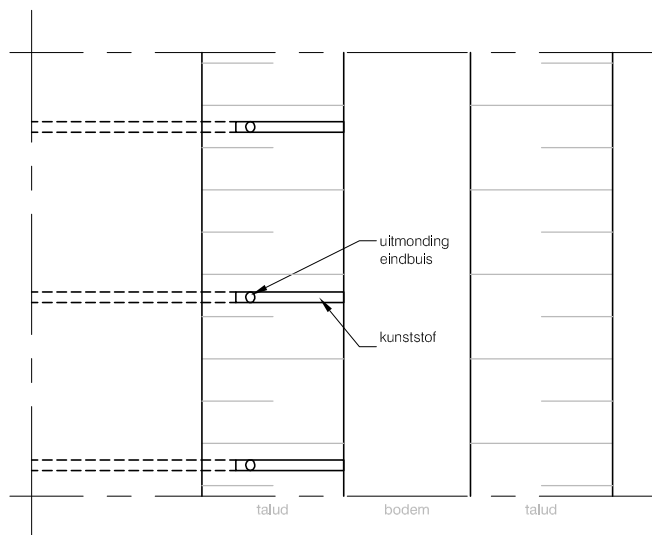 uitmonding
eindbuis
kunststof
talud
bodem
talud